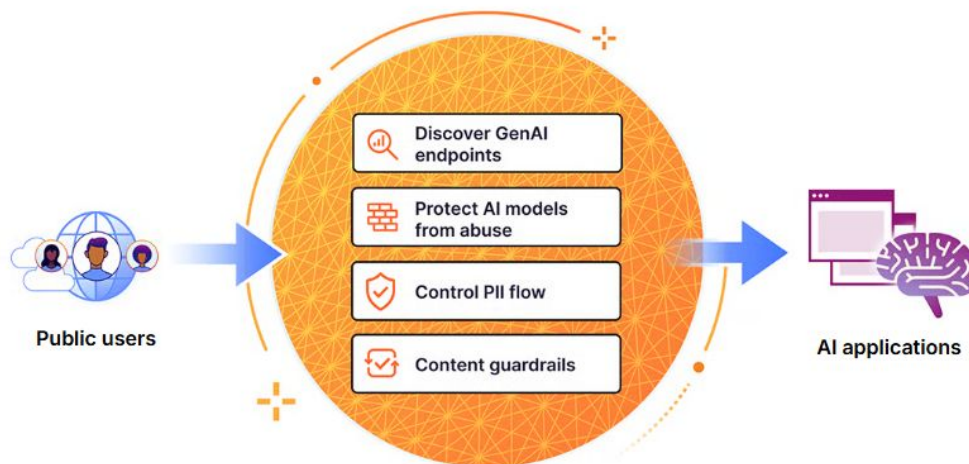 Discover GenAI
endpoints
Protect AI models
from abuse
Control PII flow
Content guardrails
Public users
AI applications